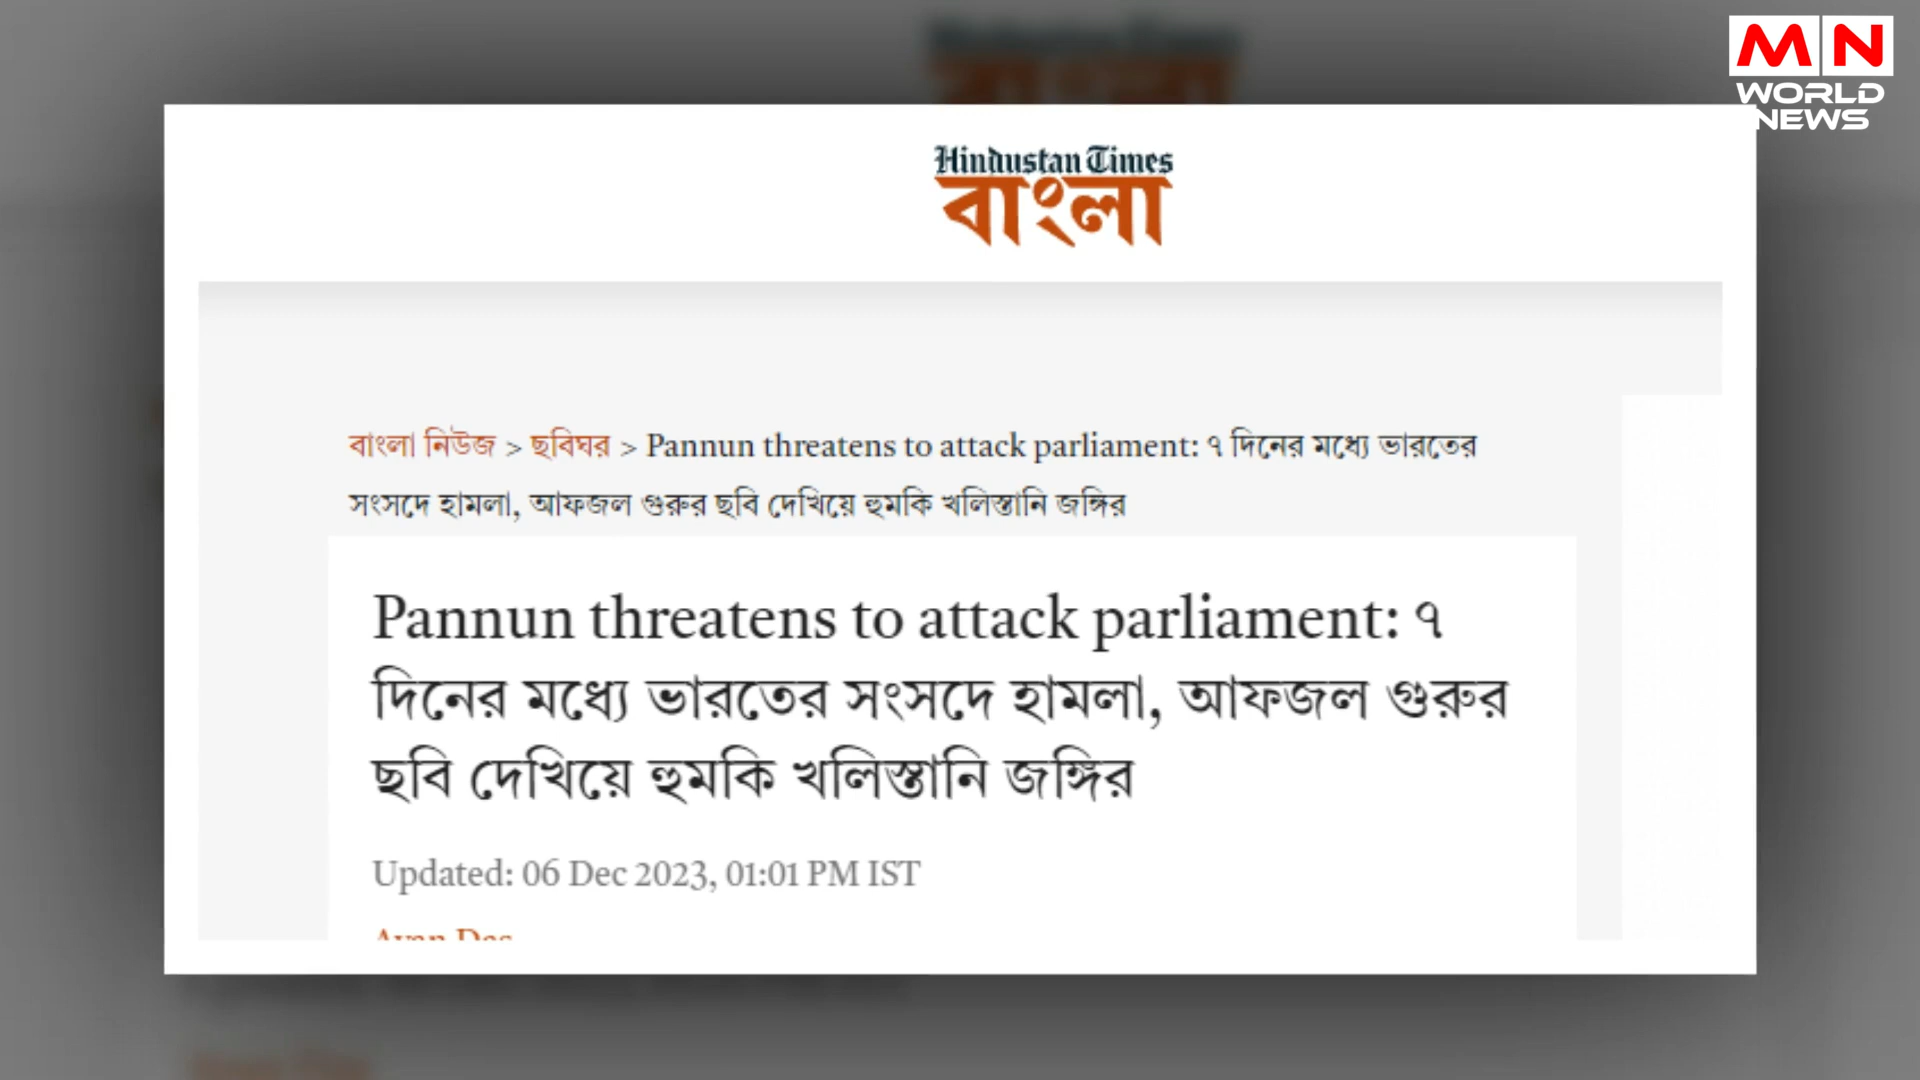 MN
WORLD
NEWS
Hindustan Times
বাংলা
বাংলা নিউজ > ছবিঘর > Pannun threatens to attack parliament: ৭ দিনের মধ্যে ভারতের
সংসদে হামলা, আফজল গুরুর ছবি দেখিয়ে হুমকি খলিস্তানি জঙ্গির
Pannun threatens to attack parliament: ৭
দিনের মধ্যে ভারতের সংসদে হামলা, আফজল গুরুর
ছবি দেখিয়ে হুমকি খলিস্তানি জঙ্গির
Updated: 06 Dec 2023, 01:01 PM IST